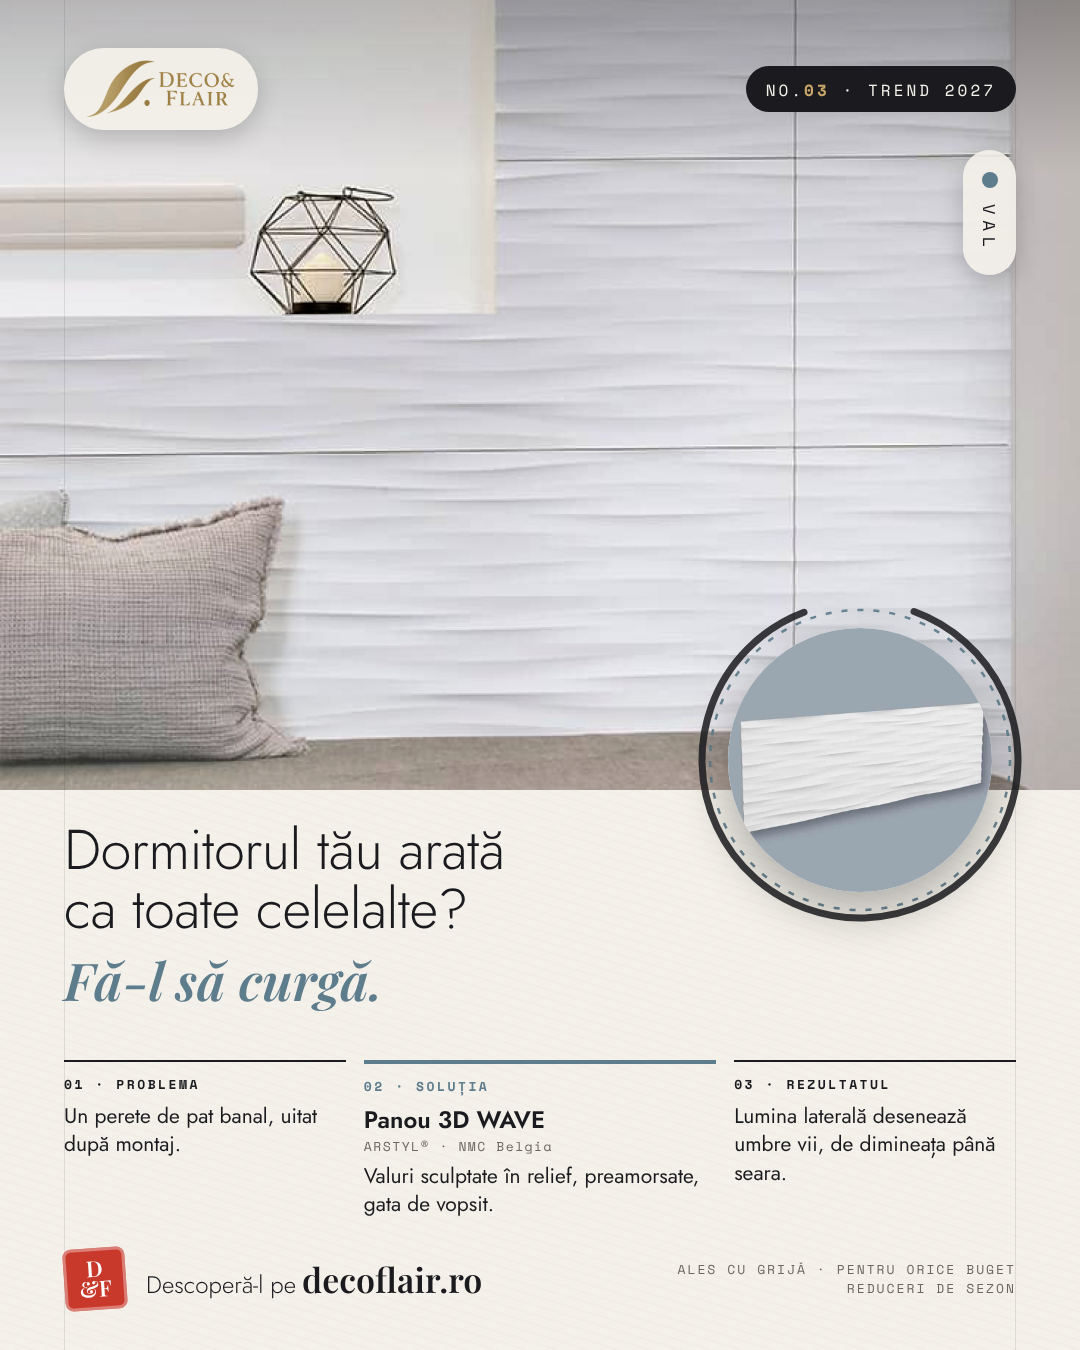 DECO&
FLAIR
NO.03 · TREND 2027
VAL
Dormitorul tău arată
ca toate celelalte?
Fă-l să curgă.
01 · PROBLEMA
Un perete de pat banal, uitat
după montaj.
02 · SOLUȚIA
Panou 3D WAVE
ARSTYL® · NMC Belgia
Valuri sculptate în relief, preamorsate,
gata de vopsit.
03 · REZULTATUL
Lumina laterală desenează
umbre vii, de dimineața până
seara.
D
&F
Descoperă-l pe decoflair.ro
ALES CU GRIJĂ · PENTRU ORICE BUGET
REDUCERI DE SEZON